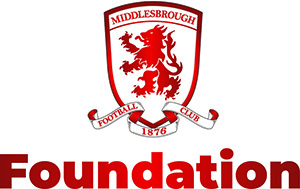 MIDDLESBROUGH
FOOTBALL CLUB
1876
Foundation